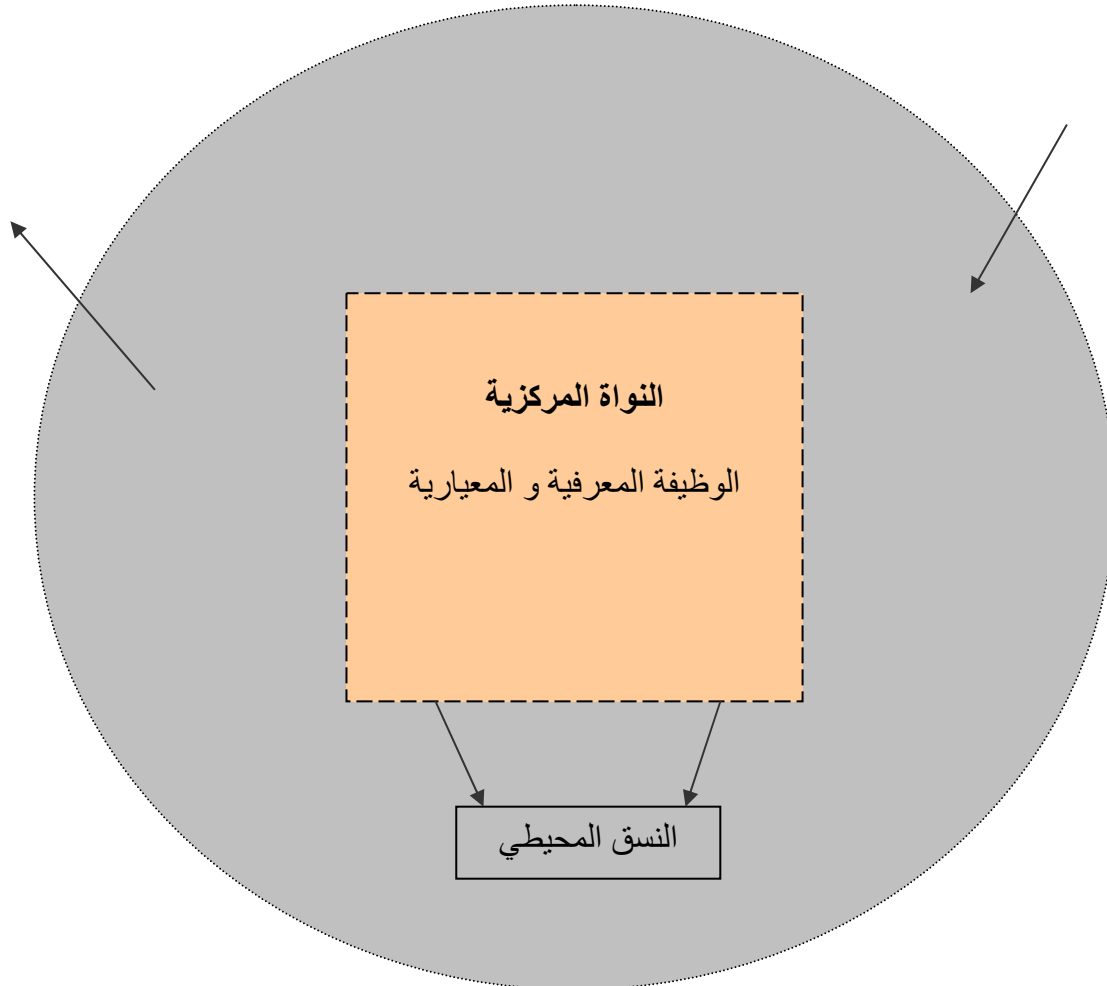 النواة المركزية
الوظيفة المعرفية و المعيارية
النسق المحيطي